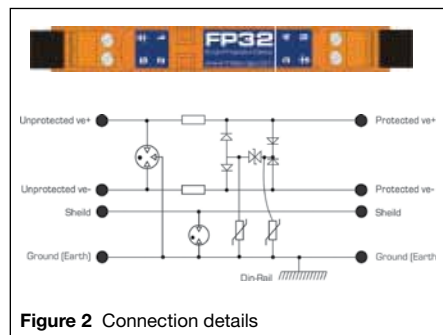 FP32
Unprotected ve+
Protected ve+
Unprotected ve-
Protected ve-
Sheild
Sheild
Ground (Earth)
Ground (Earth)
Din-Rail
Figure 2 Connection details